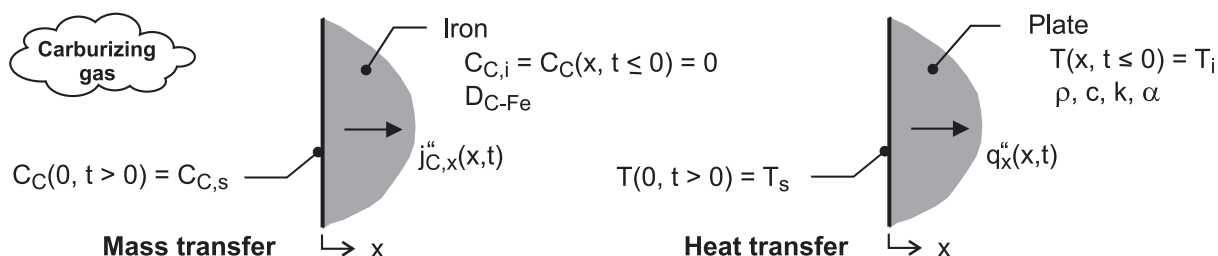 Carburizing
gas
Iron
C_C,i = C_C(x, t ≤ 0) = 0
D_C-Fe
j“_C,x(x,t)
C_C(0, t > 0) = C_C,s
Mass transfer
x
Plate
T(x, t ≤ 0) = T_i
ρ, c, k, α
q“_x(x,t)
T(0, t > 0) = T_s
Heat transfer
x